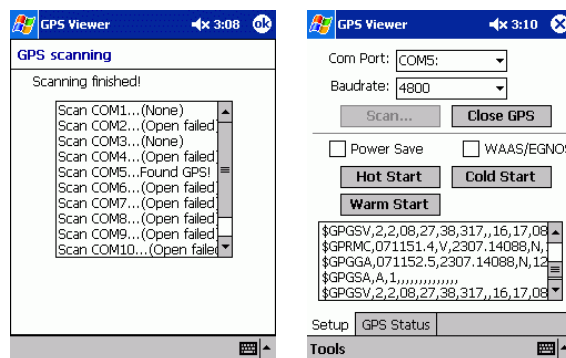 GPS Viewer 3:08 ok
GPS scanning
Scanning finished!
Scan COM1...(None)
Scan COM2...(Open failed)
Scan COM3...(None)
Scan COM4...(Open failed)
Scan COM5...Found GPS!
Scan COM6...(Open failed)
Scan COM7...(Open failed)
Scan COM8...(Open failed)
Scan COM9...(Open failed)
Scan COM10...(Open failed
GPS Viewer 3:10
Com Port: COM5:
Baudrate: 4800
Scan... Close GPS
Power Save WAAS/EGNOS
Hot Start Cold Start
Warm Start
$GPGSV,2,2,08,27,38,317,,16,17,08
$GPRMC,071151.4,V,2307.14088,N,
$GPGGA,071152.5,2307.14088,N,12
$GPGSA,A,1,,,,,,,,,,,,,,
$GPGSV,2,2,08,27,38,317,,16,17,08
Setup GPS Status
Tools